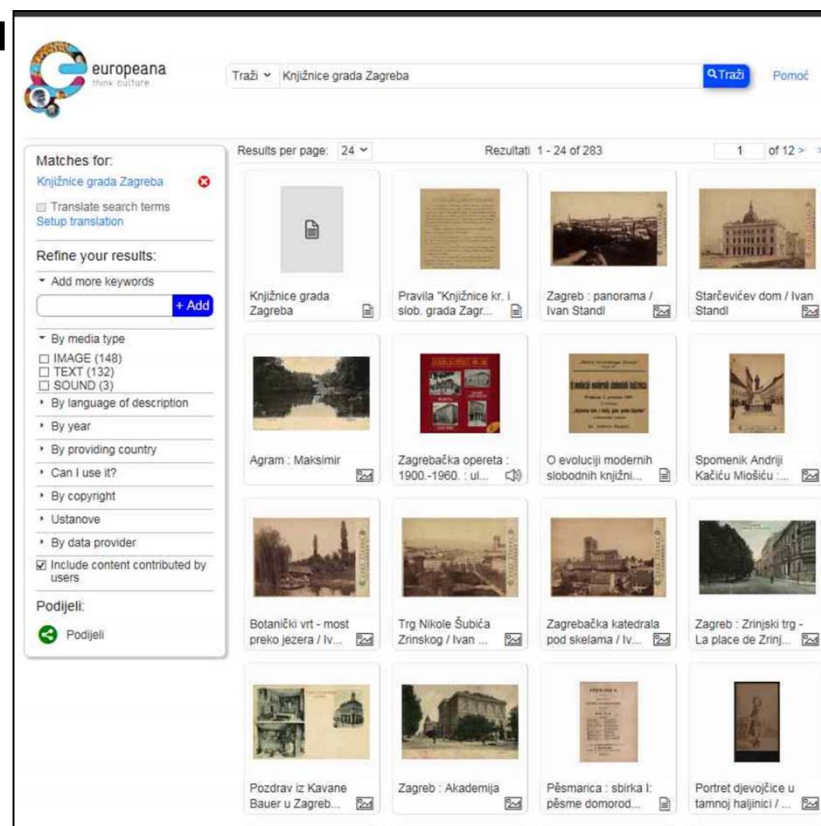 europeana
think culture
Traži
Knjižnice grada Zagreba
Traži
Pomoć
Matches for:
Knjižnice grada Zagreba
Translate search terms
Setup translation
Refine your results:
Add more keywords
+ Add
By media type
IMAGE (148)
TEXT (132)
SOUND (3)
By language of description
By year
By providing country
Can I use it?
By copyright
Ustanove
By data provider
Include content contributed by
users
Podijeli:
Podijeli
Results per page: 24
Rezultati 1 - 24 of 283
1 of 12 >
Knjižnice grada
Zagreba
Pravila "Knjižnice kr. i
slob. grada Zagr...
Zagreb : panorama /
Ivan Standl
Starčevićev dom / Ivan
Standl
Agram : Maksimir
Zagrebačka opereta :
1900.-1960. : ul...
O evoluciji modernih
slobodnih knjižni...
Spomenik Andriji
Kačiću Miošiću :...
Botanički vrt - most
preko jezera / Iv...
Trg Nikole Šubića
Zrinskog / Ivan ...
Zagrebačka katedrala
pod skelama / Iv...
Zagreb : Zrinjski trg -
La place de Zrinj...
Pozdrav iz Kavane
Bauer u Zagreb...
Zagreb : Akademija
Pěsmarica : sbirka I:
pěsme domorod...
Portret djevojčice u
tamnoj haljinici / ...